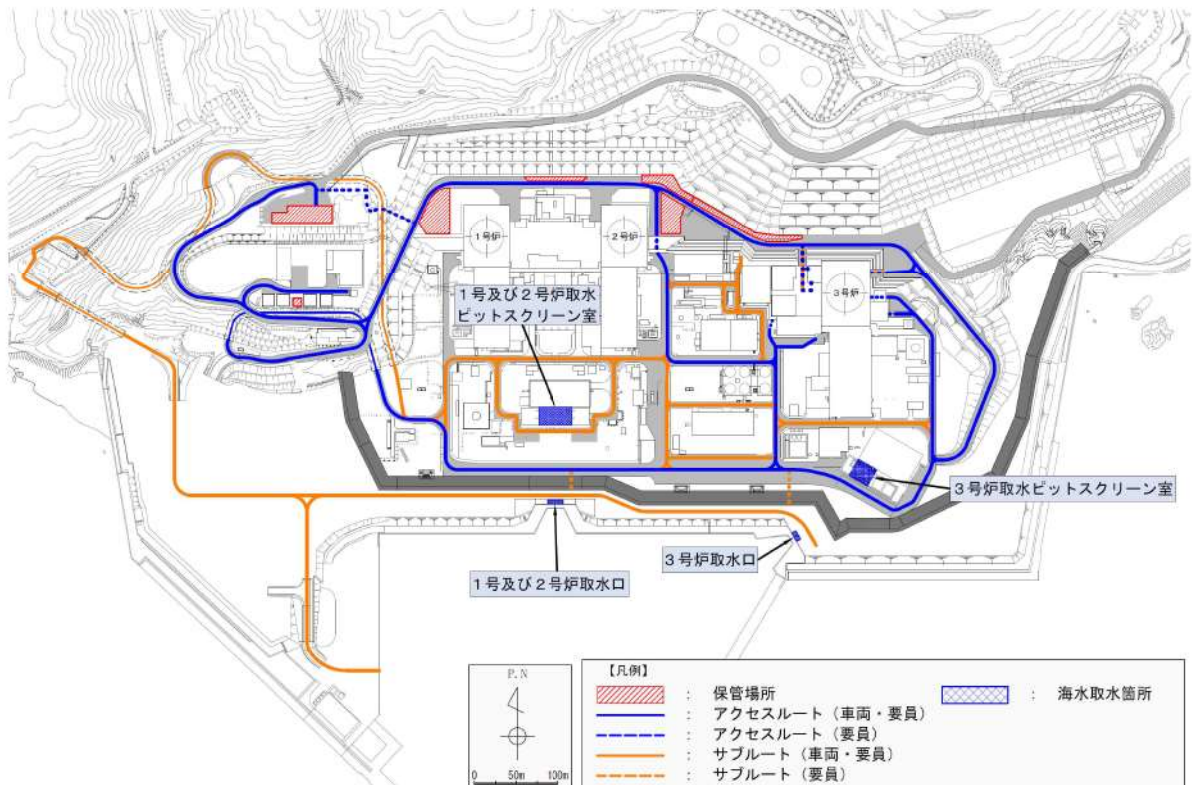 1号炉
2号炉
3号炉
1号及び2号炉取水
ピットスクリーン室
3号炉取水ピットスクリーン室
3号炉取水口
1号及び2号炉取水口
P.N
0 50m 100m
【凡例】
: 保管場所
: 海水取水箇所
: アクセスルート（車両・要員）
: アクセスルート（要員）
: サブルート（車両・要員）
: サブルート（要員）